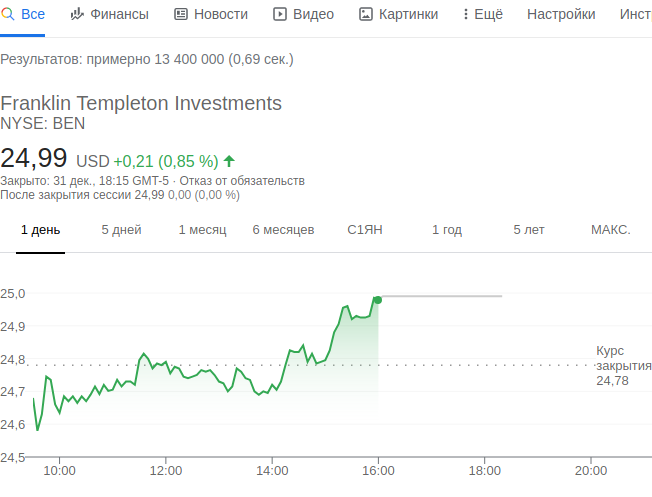 Все Финансы Новости Видео Картинки Ещё Настройки Инст
Результатов: примерно 13 400 000 (0,69 сек.)
Franklin Templeton Investments
NYSE: BEN
24,99 USD +0,21 (0,85 %)
Закрыто: 31 дек., 18:15 GMT-5 · Отказ от обязательств
После закрытия сессии 24,99 0,00 (0,00 %)
1 день 5 дней 1 месяц 6 месяцев С1ЯН 1 год 5 лет МАКС.
25,0
24,9
24,8
24,7
24,6
24,5
Курс
закрытия
24,78
10:00 12:00 14:00 16:00 18:00 20:00